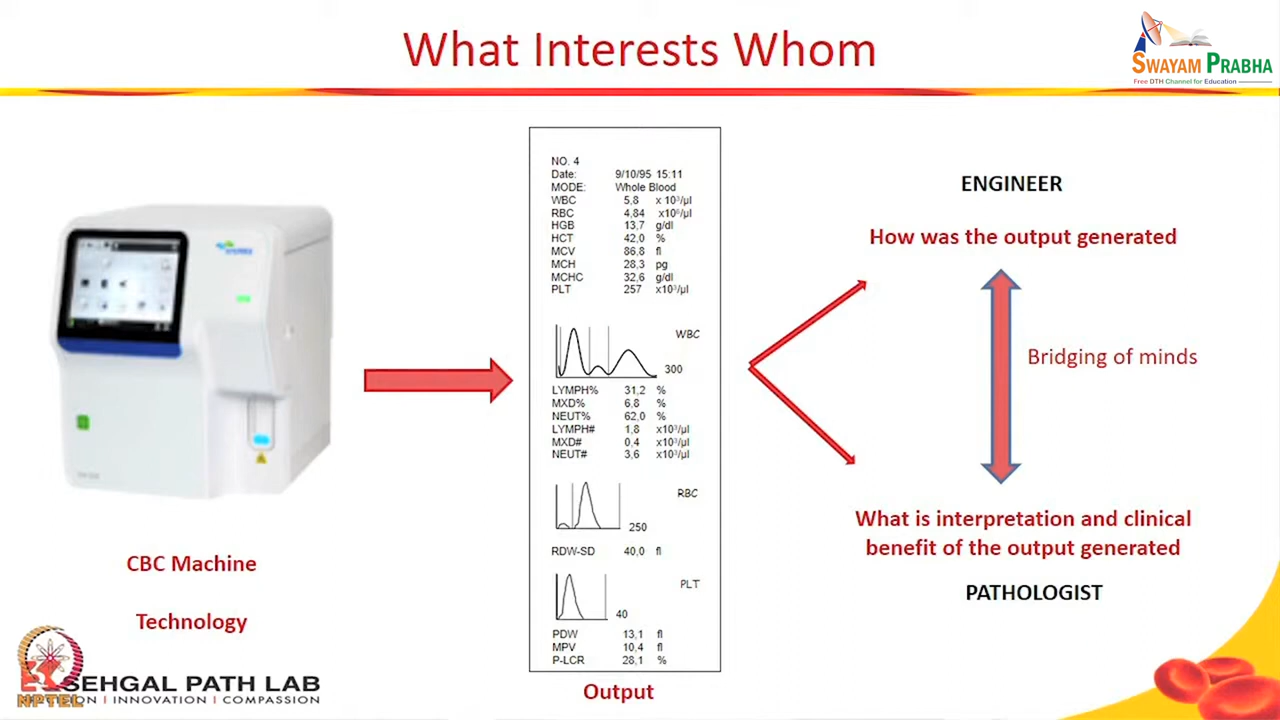 What Interests Whom
SWAYAM PRABHA
Free DTH Channel for Education
NO. 4
Date: 9/10/95 15:11
MODE: Whole Blood
WBC 5,8 x 10³/µl
RBC 4,84 x10⁶/µl
HGB 13,7 g/dl
HCT 42,0 %
MCV 86,8 fl
MCH 28,3 pg
MCHC 32,6 g/dl
PLT 257 x10³/µl
WBC
300
LYMPH% 31,2 %
MXD% 6,8 %
NEUT% 62,0 %
LYMPH# 1,8 x10³/µl
MXD# 0,4 x10³/µl
NEUT# 3,6 x10³/µl
RBC
250
RDW-SD 40,0 fl
PLT
40
PDW 13,1 fl
MPV 10,4 fl
P-LCR 28,1 %
Output
ENGINEER
How was the output generated
Bridging of minds
What is interpretation and clinical
benefit of the output generated
PATHOLOGIST
CBC Machine
Technology
SEHGAL PATH LAB
INNOVATION | COMPASSION
NPTEL